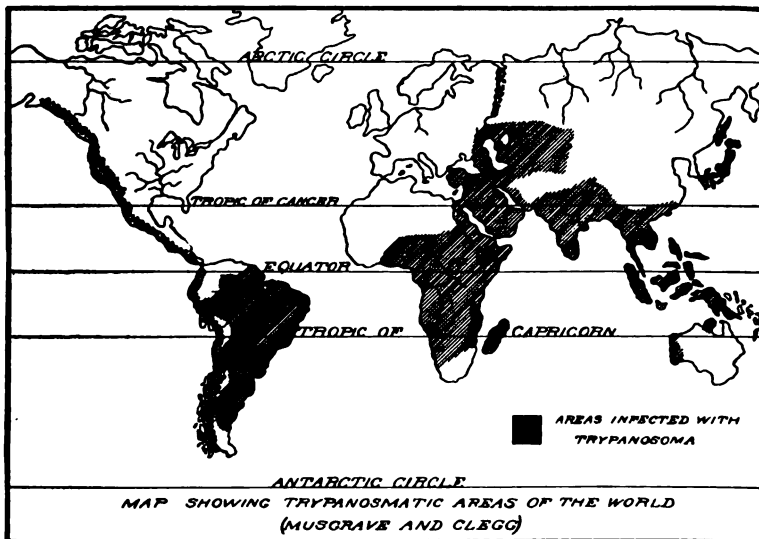 ARCTIC CIRCLE
TROPIC OF CANCER
EQUATOR
TROPIC OF CAPRICORN
AREAS INFECTED WITH
TRYPANOSOMA
ANTARCTIC CIRCLE
MAP SHOWING TRYPANOSMATIC AREAS OF THE WORLD
(MUSGRAVE AND CLEGG)